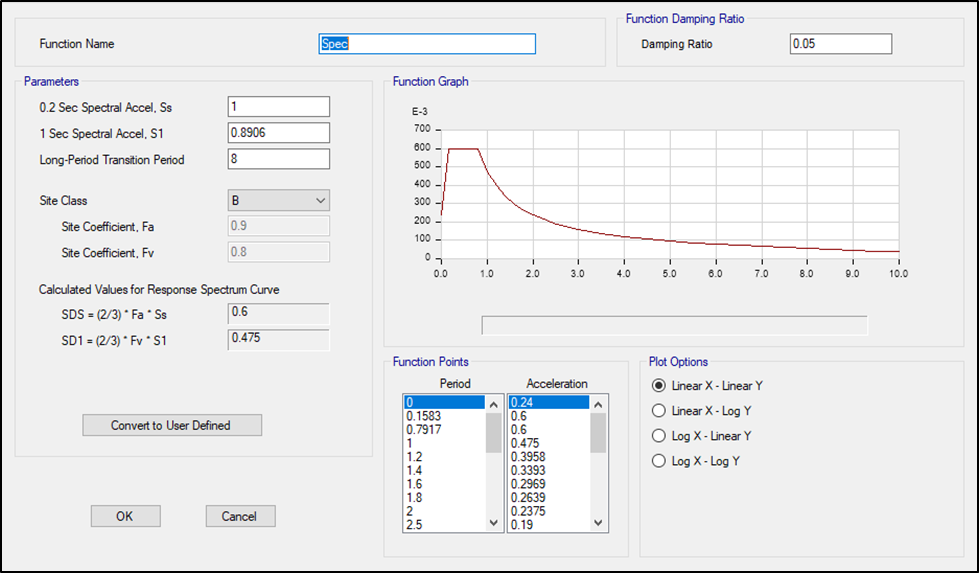 Function Name
Spec
Function Damping Ratio
Damping Ratio
0.05
Parameters
0.2 Sec Spectral Accel, Ss
1
1 Sec Spectral Accel, S1
0.8906
Long-Period Transition Period
8
Site Class
B
Site Coefficient, Fa
0.9
Site Coefficient, Fv
0.8
Calculated Values for Response Spectrum Curve
SDS = (2/3) * Fa * Ss
0.6
SD1 = (2/3) * Fv * S1
0.475
Convert to User Defined
OK
Cancel
Function Graph
E-3
700
600
500
400
300
200
100
0
0.0 1.0 2.0 3.0 4.0 5.0 6.0 7.0 8.0 9.0 10.0
Function Points
Period Acceleration
0 0.24
0.1583 0.6
0.7917 0.6
1 0.475
1.2 0.3958
1.4 0.3393
1.6 0.2969
1.8 0.2639
2 0.2375
2.5 0.19
Plot Options
Linear X - Linear Y
Linear X - Log Y
Log X - Linear Y
Log X - Log Y